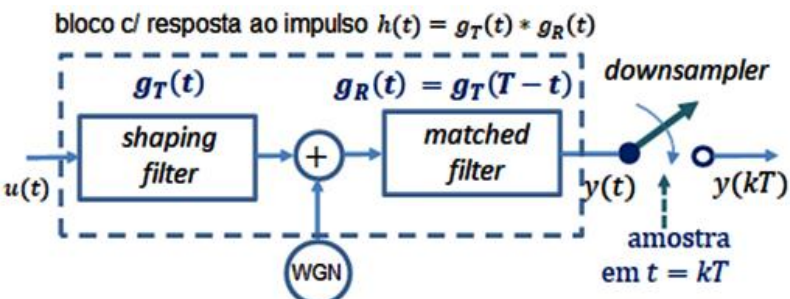 bloco c/ resposta ao impulso h(t) = g_T(t) * g_R(t)
g_T(t)
g_R(t) = g_T(T − t)
downsampler
shaping
filter
+
matched
filter
u(t)
y(t)
y(kT)
WGN
amostra
em t = kT